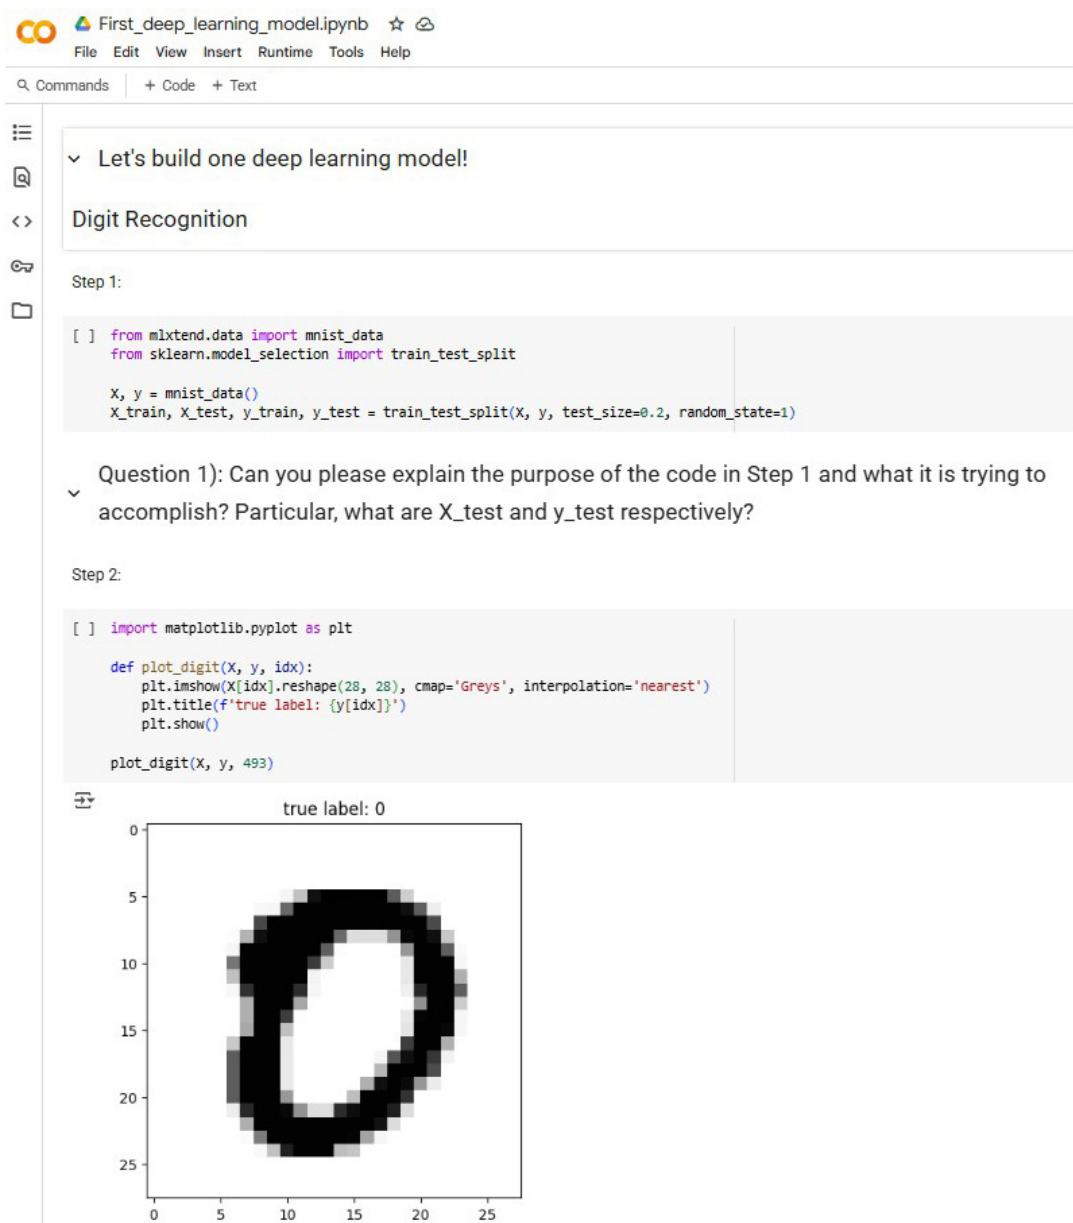 First_deep_learning_model.ipynb
File Edit View Insert Runtime Tools Help
Commands + Code + Text
Let's build one deep learning model!
Digit Recognition
Step 1:
[ ] from mlxtend.data import mnist_data
from sklearn.model_selection import train_test_split
X, y = mnist_data()
X_train, X_test, y_train, y_test = train_test_split(X, y, test_size=0.2, random_state=1)
Question 1): Can you please explain the purpose of the code in Step 1 and what it is trying to
accomplish? Particular, what are X_test and y_test respectively?
Step 2:
[ ] import matplotlib.pyplot as plt
def plot_digit(X, y, idx):
plt.imshow(X[idx].reshape(28, 28), cmap='Greys', interpolation='nearest')
plt.title(f'true label: {y[idx]}')
plt.show()
plot_digit(X, y, 493)
true label: 0
0
5
10
15
20
25
0 5 10 15 20 25